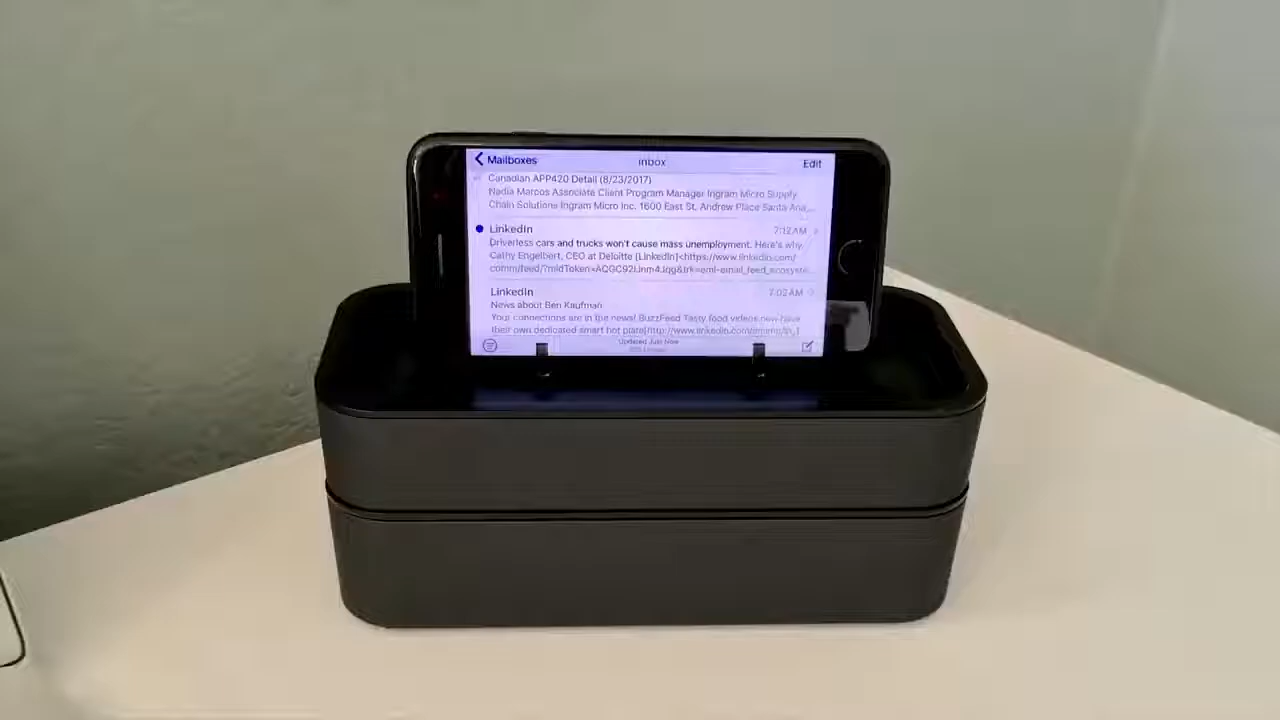 Mailboxes
Inbox
Edit
Canadian APP420 Detail (8/23/2017)
Nadia Marcos Associate Client Program Manager Ingram Micro Supply
Chain Solutions Ingram Micro Inc. 1600 East St. Andrew Place Santa Ana,...
LinkedIn
7:12 AM
Driverless cars and trucks won't cause mass unemployment. Here's why.
Cathy Engelbert, CEO at Deloitte [LinkedIn]<https://www.linkedin.com/
LinkedIn
7:02 AM
News about Ben Kaufman
Your connections are in the news! BuzzFeed Tasty food videos now have
their own dedicated smart hot plate
Updated Just Now